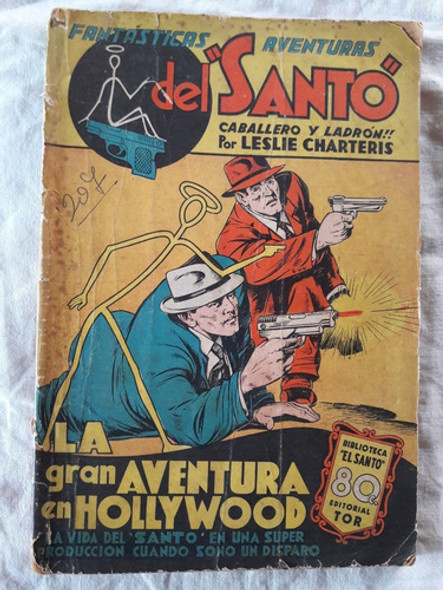 FANTÁSTICAS AVENTURAS
del "SANTO"
CABALLERO Y LADRÓN!!
Por LESLIE CHARTERIS
207
LA
gran AVENTURA
en HOLLYWOOD
LA VIDA DEL "SANTO" EN UNA SUPER
PRODUCCION CUANDO SONO UN DISPARO
BIBLIOTECA
"EL SANTO"
80c.
EDITORIAL
TOR